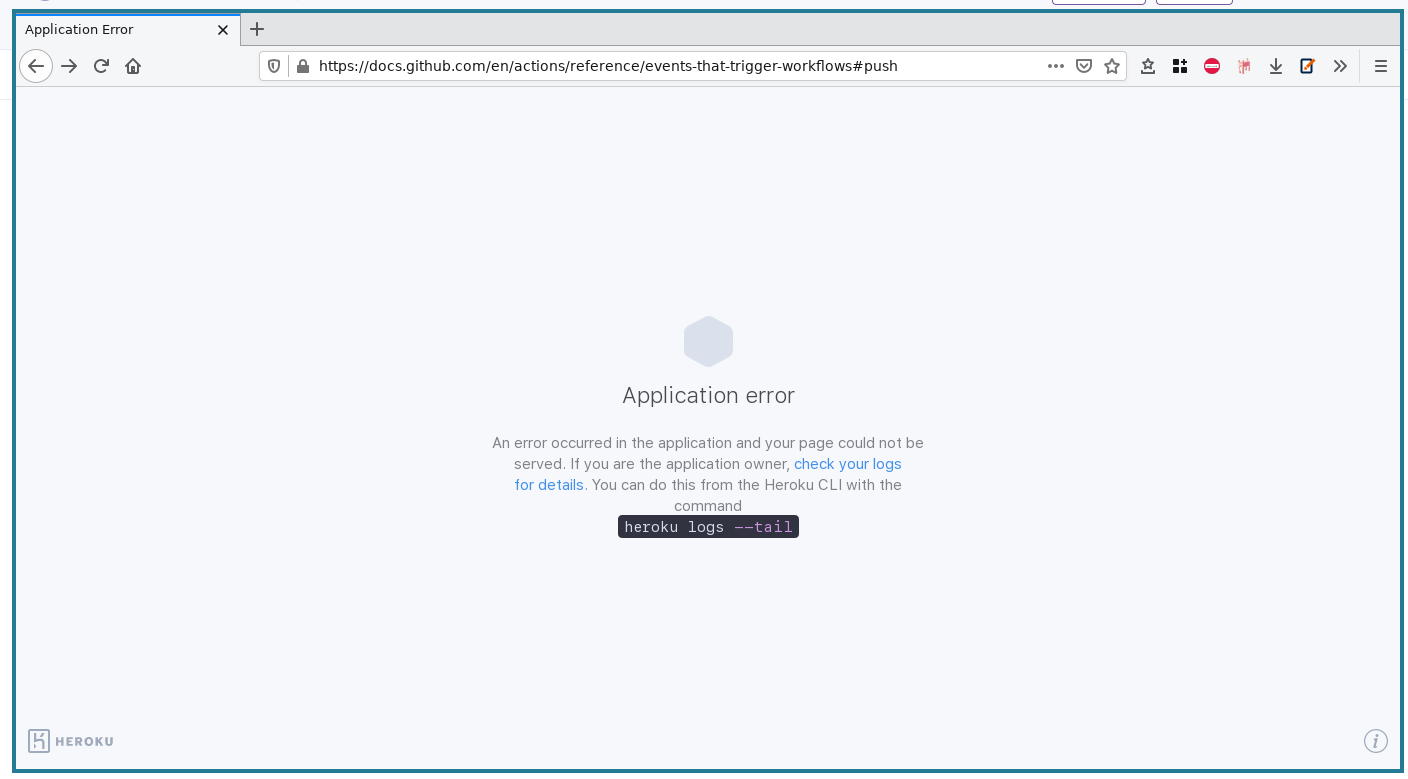 Application Error
https://docs.github.com/en/actions/reference/events-that-trigger-workflows#push
Application error
An error occurred in the application and your page could not be
served. If you are the application owner, check your logs
for details. You can do this from the Heroku CLI with the
command
heroku logs --tail
HEROKU